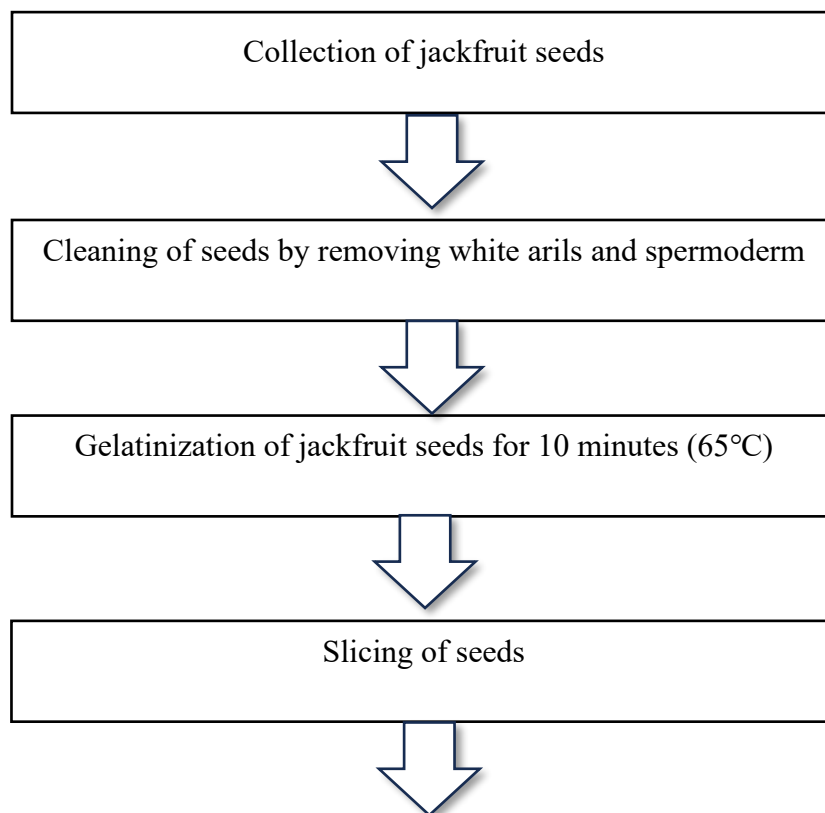 Collection of jackfruit seeds
Cleaning of seeds by removing white arils and spermoderm
Gelatinization of jackfruit seeds for 10 minutes (65℃)
Slicing of seeds